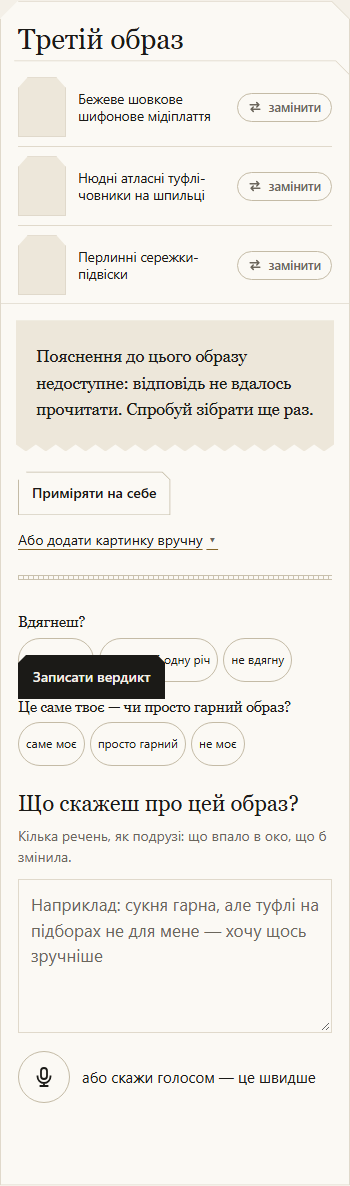 Третій образ
Бежеве шовкове
шифонове мідіплаття
замінити
Нюдні атласні туфлі-
човники на шпильці
замінити
Перлинні сережки-
підвіски
замінити
Пояснення до цього образу
недоступне: відповідь не вдалось
прочитати. Спробуй зібрати ще раз.
Приміряти на себе
Або додати картинку вручну
Вдягнеш?
одну річ
не вдягну
Записати вердикт
Це саме твоє — чи просто гарний образ?
саме моє
просто гарний
не моє
Що скажеш про цей образ?
Кілька речень, як подрузі: що впало в око, що б
змінила.
Наприклад: сукня гарна, але туфлі на
підборах не для мене — хочу щось
зручніше
або скажи голосом — це швидше